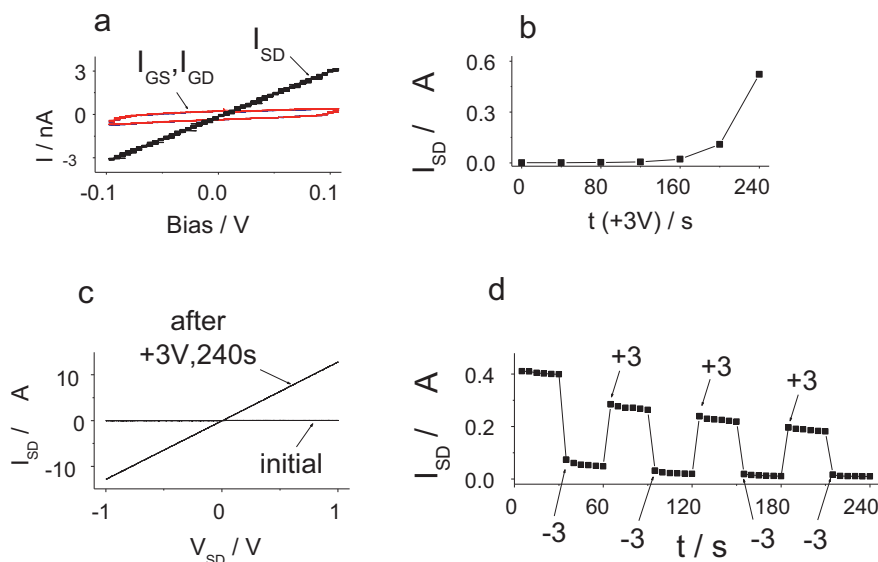 a
I_GS,I_GD
I_SD
I / nA
3
0
-3
-0.1
0.0
0.1
Bias / V
b
I_SD / A
0.6
0.3
0.0
0
80
160
240
t (+3V) / s
c
after
+3V,240s
initial
I_SD / A
10
0
-10
-1
0
1
V_SD / V
d
I_SD / A
0.4
0.2
0.0
+3
+3
+3
0
60
120
180
240
-3
-3
-3
-3
t / s